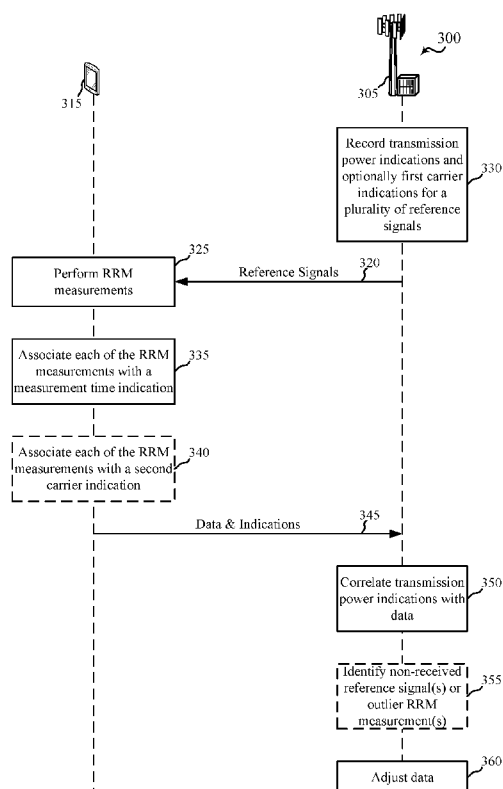 300
315
305
Record transmission
power indications and
optionally first carrier
indications for a
plurality of reference
signals
330
325
Perform RRM
measurements
Reference Signals
320
Associate each of the RRM
measurements with a
measurement time indication
335
Associate each of the RRM
measurements with a second
carrier indication
340
Data & Indications
345
Correlate transmission
power indications with
data
350
Identify non-received
reference signal(s) or
outlier RRM
measurement(s)
355
Adjust data
360